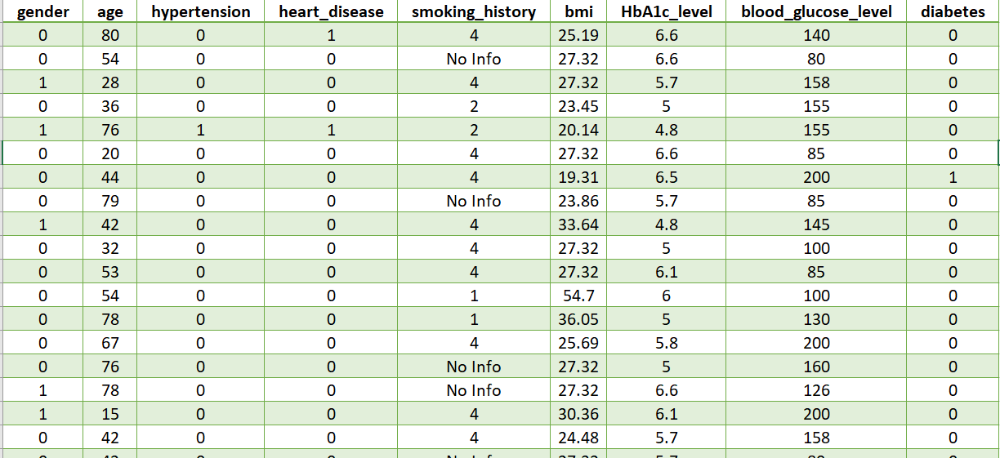 gender age hypertension heart_disease smoking_history bmi HbA1c_level blood_glucose_level diabetes
0 80 0 1 4 25.19 6.6 140 0
0 54 0 0 No Info 27.32 6.6 80 0
1 28 0 0 4 27.32 5.7 158 0
0 36 0 0 2 23.45 5 155 0
1 76 1 1 2 20.14 4.8 155 0
0 20 0 0 4 27.32 6.6 85 0
0 44 0 0 4 19.31 6.5 200 1
0 79 0 0 No Info 23.86 5.7 85 0
1 42 0 0 4 33.64 4.8 145 0
0 32 0 0 4 27.32 5 100 0
0 53 0 0 4 27.32 6.1 85 0
0 54 0 0 1 54.7 6 100 0
0 78 0 0 1 36.05 5 130 0
0 67 0 0 4 25.69 5.8 200 0
0 76 0 0 No Info 27.32 5 160 0
1 78 0 0 No Info 27.32 6.6 126 0
1 15 0 0 4 30.36 6.1 200 0
0 42 0 0 4 24.48 5.7 158 0